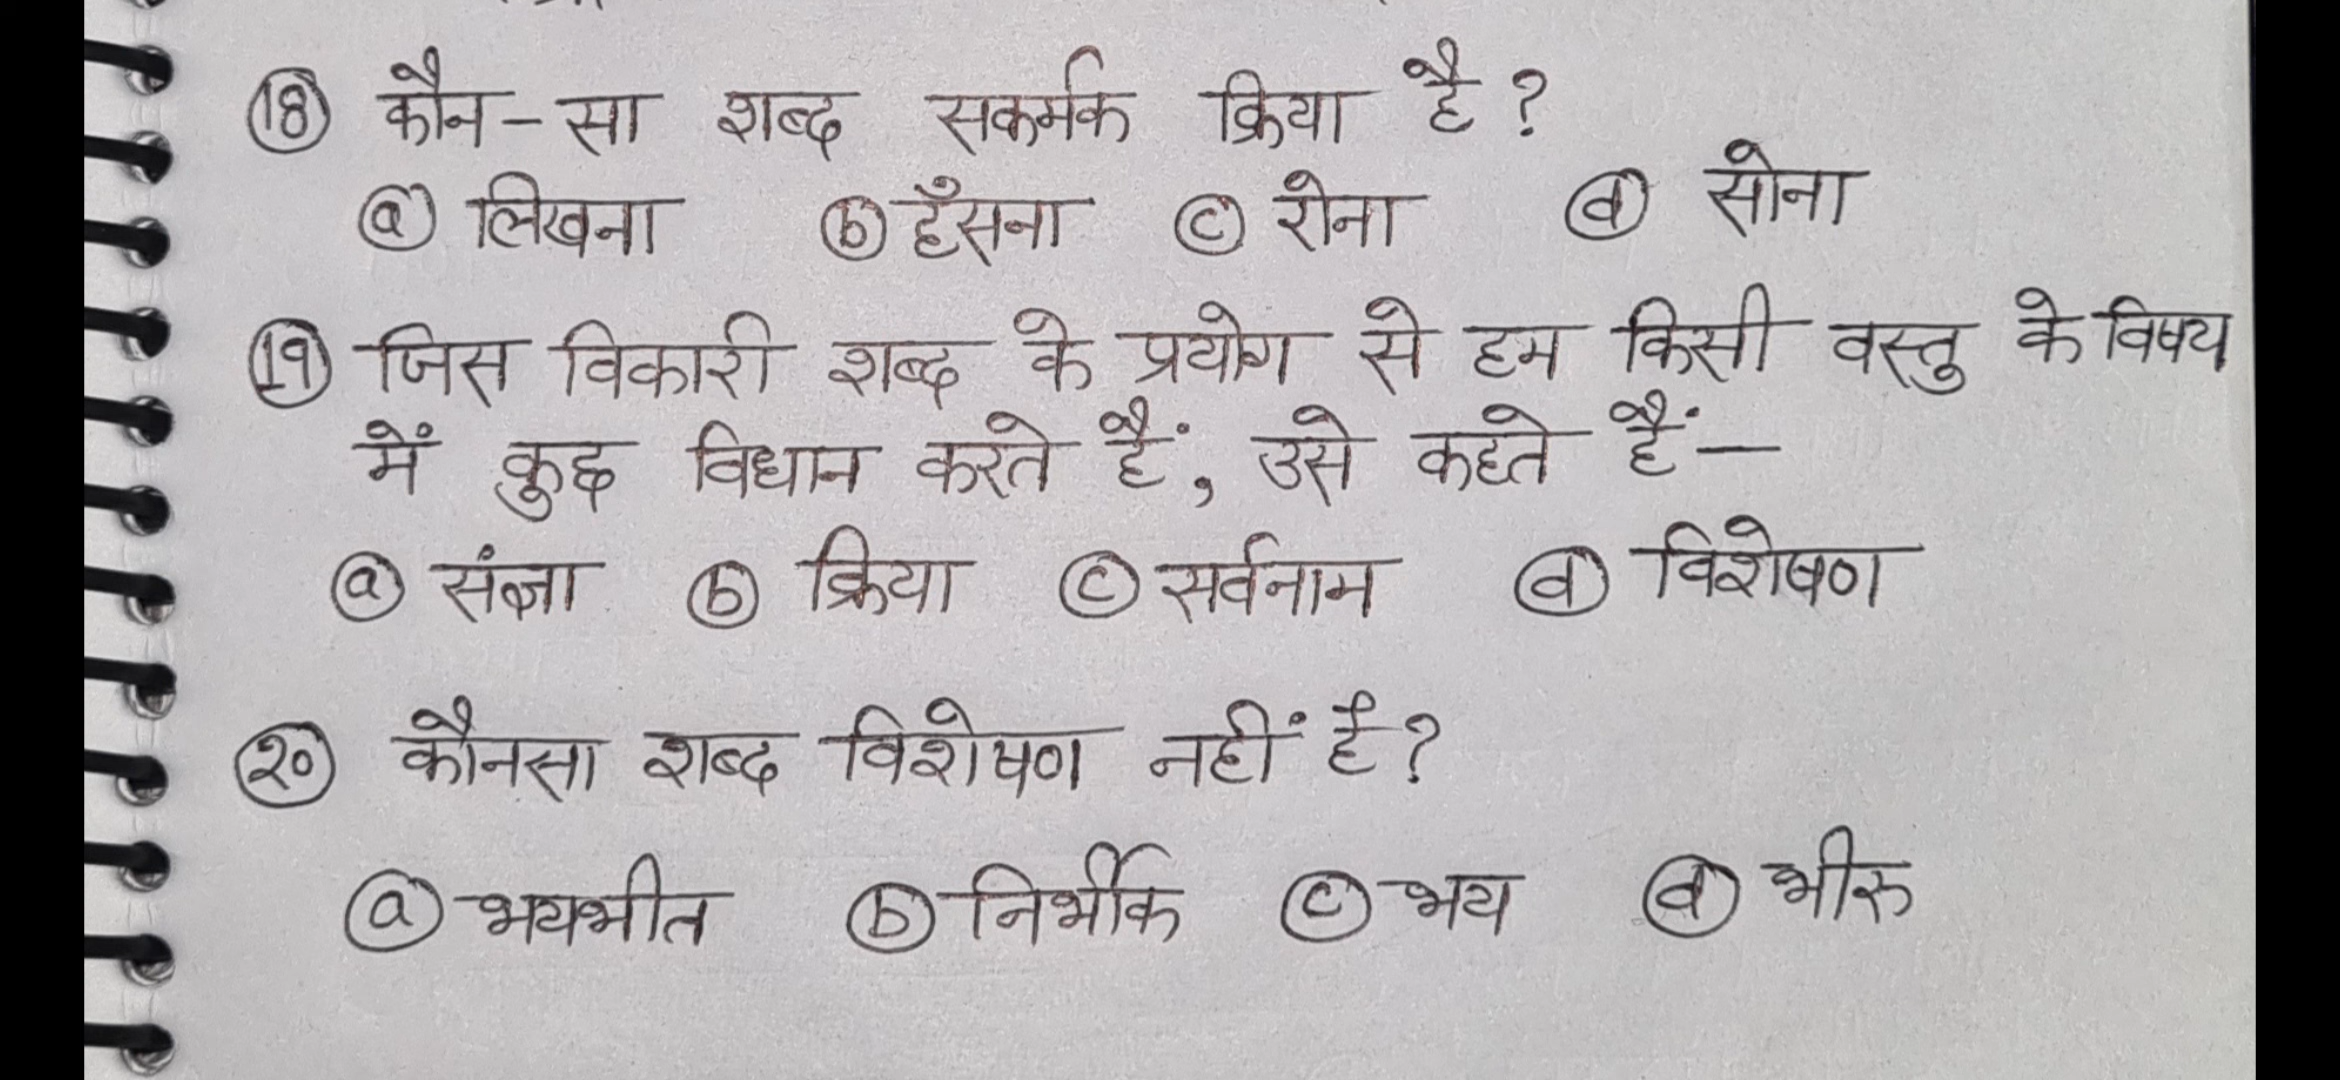 18 कौन-सा शब्द सकर्मक क्रिया है?
a लिखना b हँसना c रोना d सोना
19 जिस विकारी शब्द के प्रयोग से हम किसी वस्तु के विषय
में कुछ विधान करते हैं, उसे कहते हैं—
a संज्ञा b क्रिया c सर्वनाम d विशेषण
२० कौनसा शब्द विशेषण नहीं है?
a भयभीत b निर्भीक c भय d भीरु